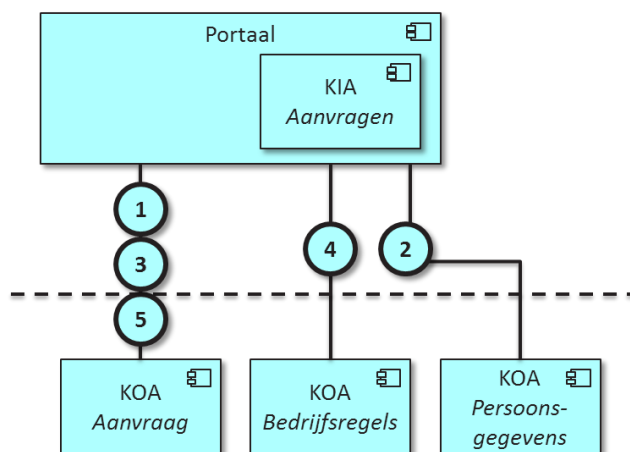 Portaal
KIA
Aanvragen
1
3
5
4
2
KOA
Aanvraag
KOA
Bedrijfsregels
KOA
Persoons-
gegevens